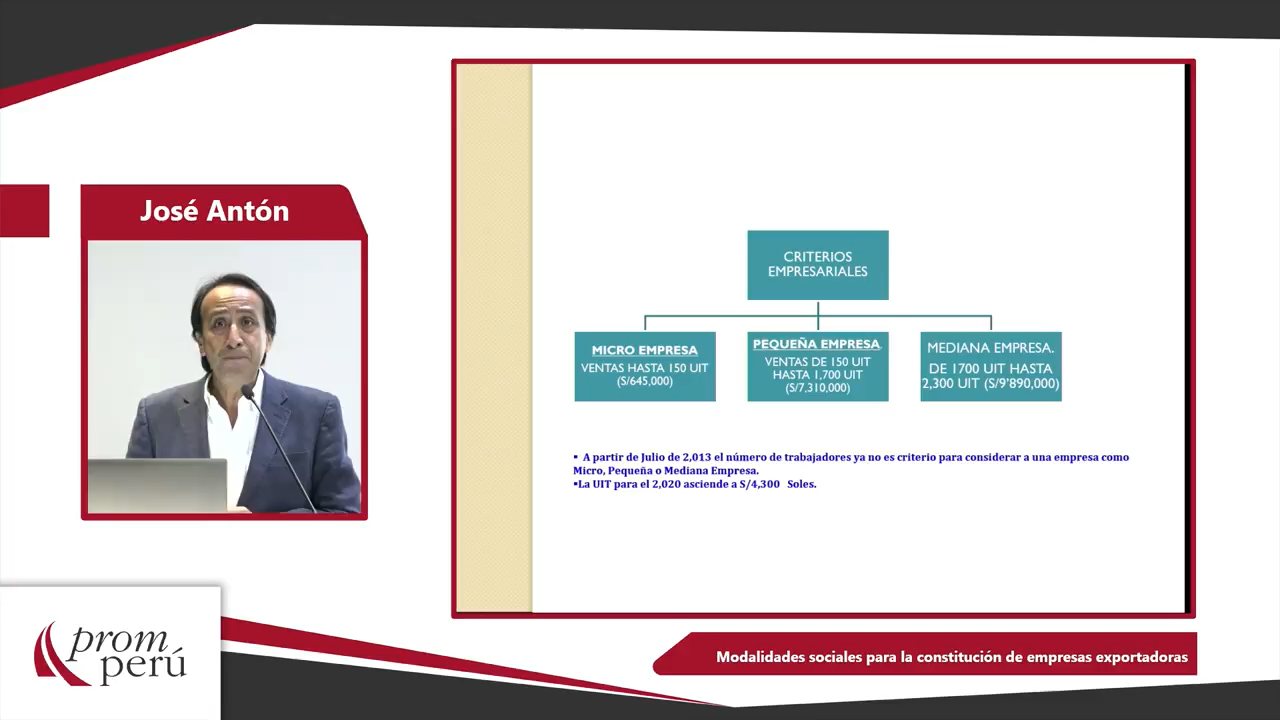 José Antón
CRITERIOS
EMPRESARIALES
MICRO EMPRESA
VENTAS HASTA 150 UIT
(S/645,000)
PEQUEÑA EMPRESA
VENTAS DE 150 UIT
HASTA 1,700 UIT
(S/7,310,000)
MEDIANA EMPRESA.
DE 1700 UIT HASTA
2,300 UIT (S/9'890,000)
▪ A partir de Julio de 2,013 el número de trabajadores ya no es criterio para considerar a una empresa como
Micro, Pequeña o Mediana Empresa.
▪La UIT para el 2,020 asciende a S/4,300 Soles.
prom
perú
Modalidades sociales para la constitución de empresas exportadoras